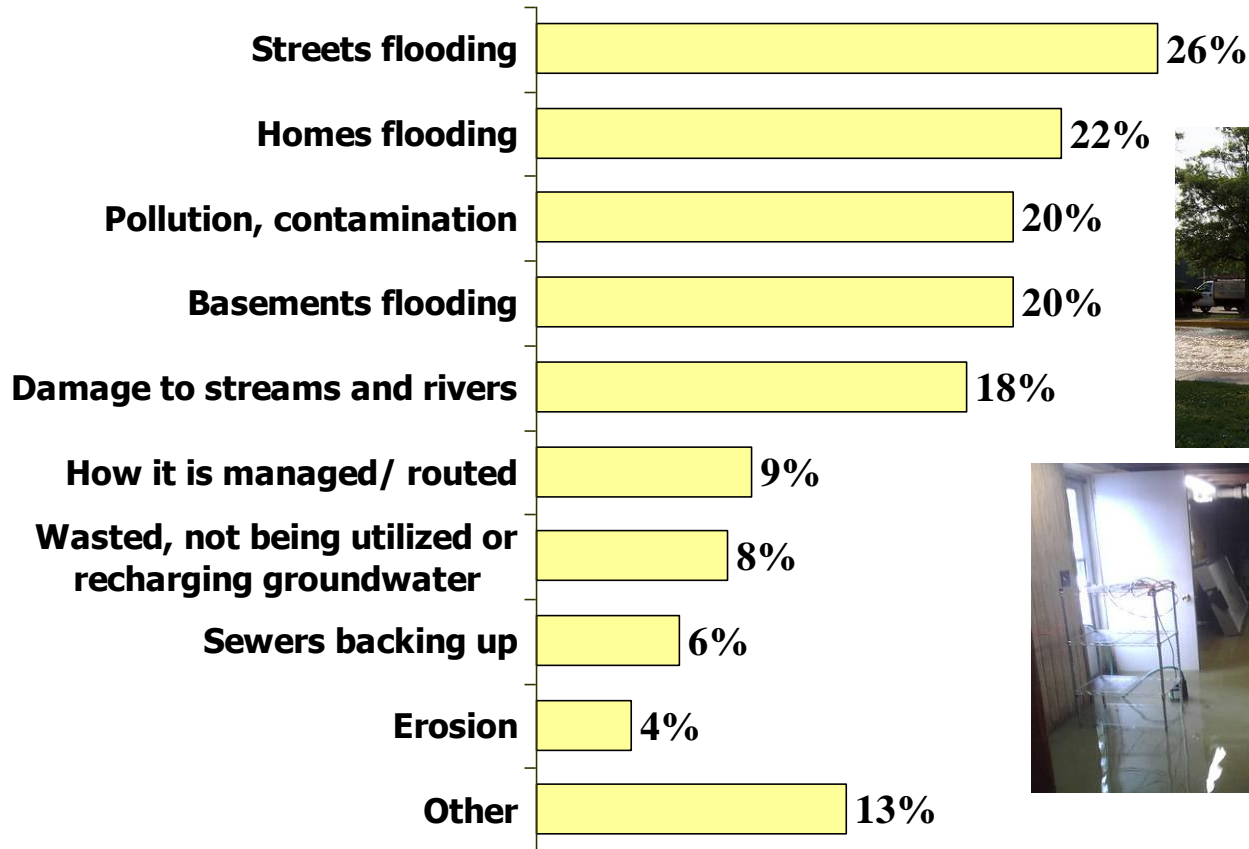 Streets flooding 26%
Homes flooding 22%
Pollution, contamination 20%
Basements flooding 20%
Damage to streams and rivers 18%
How it is managed/ routed 9%
Wasted, not being utilized or
recharging groundwater 8%
Sewers backing up 6%
Erosion 4%
Other 13%